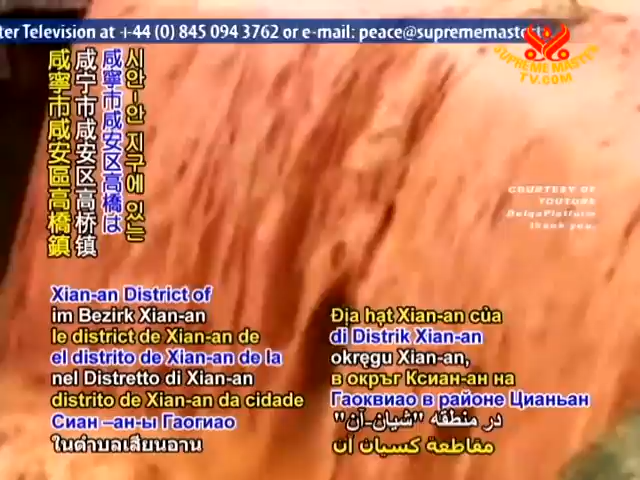 ter Television at ++44 (0) 845 094 3762 or e-mail: peace@suprememastert
SUPREME MASTER
TV.COM
咸寧市咸安區高橋鎮
咸宁市咸安区高桥镇
咸寧市咸安区高橋は
시안-안 지구에 있는
COURTESY OF
YOUTUBE
DalgaPlatform
Thank you.
Xian-an District of
im Bezirk Xian-an
le district de Xian-an de
el distrito de Xian-an de la
nel Distretto di Xian-an
distrito de Xian-an da cidade
Сиан –ан-ы Гаогиао
ในตำบลเสียนอาน
Địa hạt Xian-an của
di Distrik Xian-an
okręgu Xian-an,
в окръг Ксиан-ан на
Гаоквиао в районе Цианьан
در منطقه "شیان-آن"
مقاطعة كسيان آن